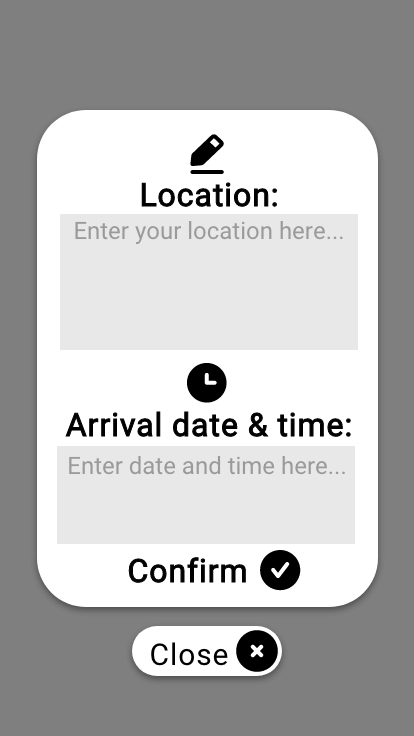 Location:
Enter your location here...
Arrival date & time:
Enter date and time here...
Confirm
Close